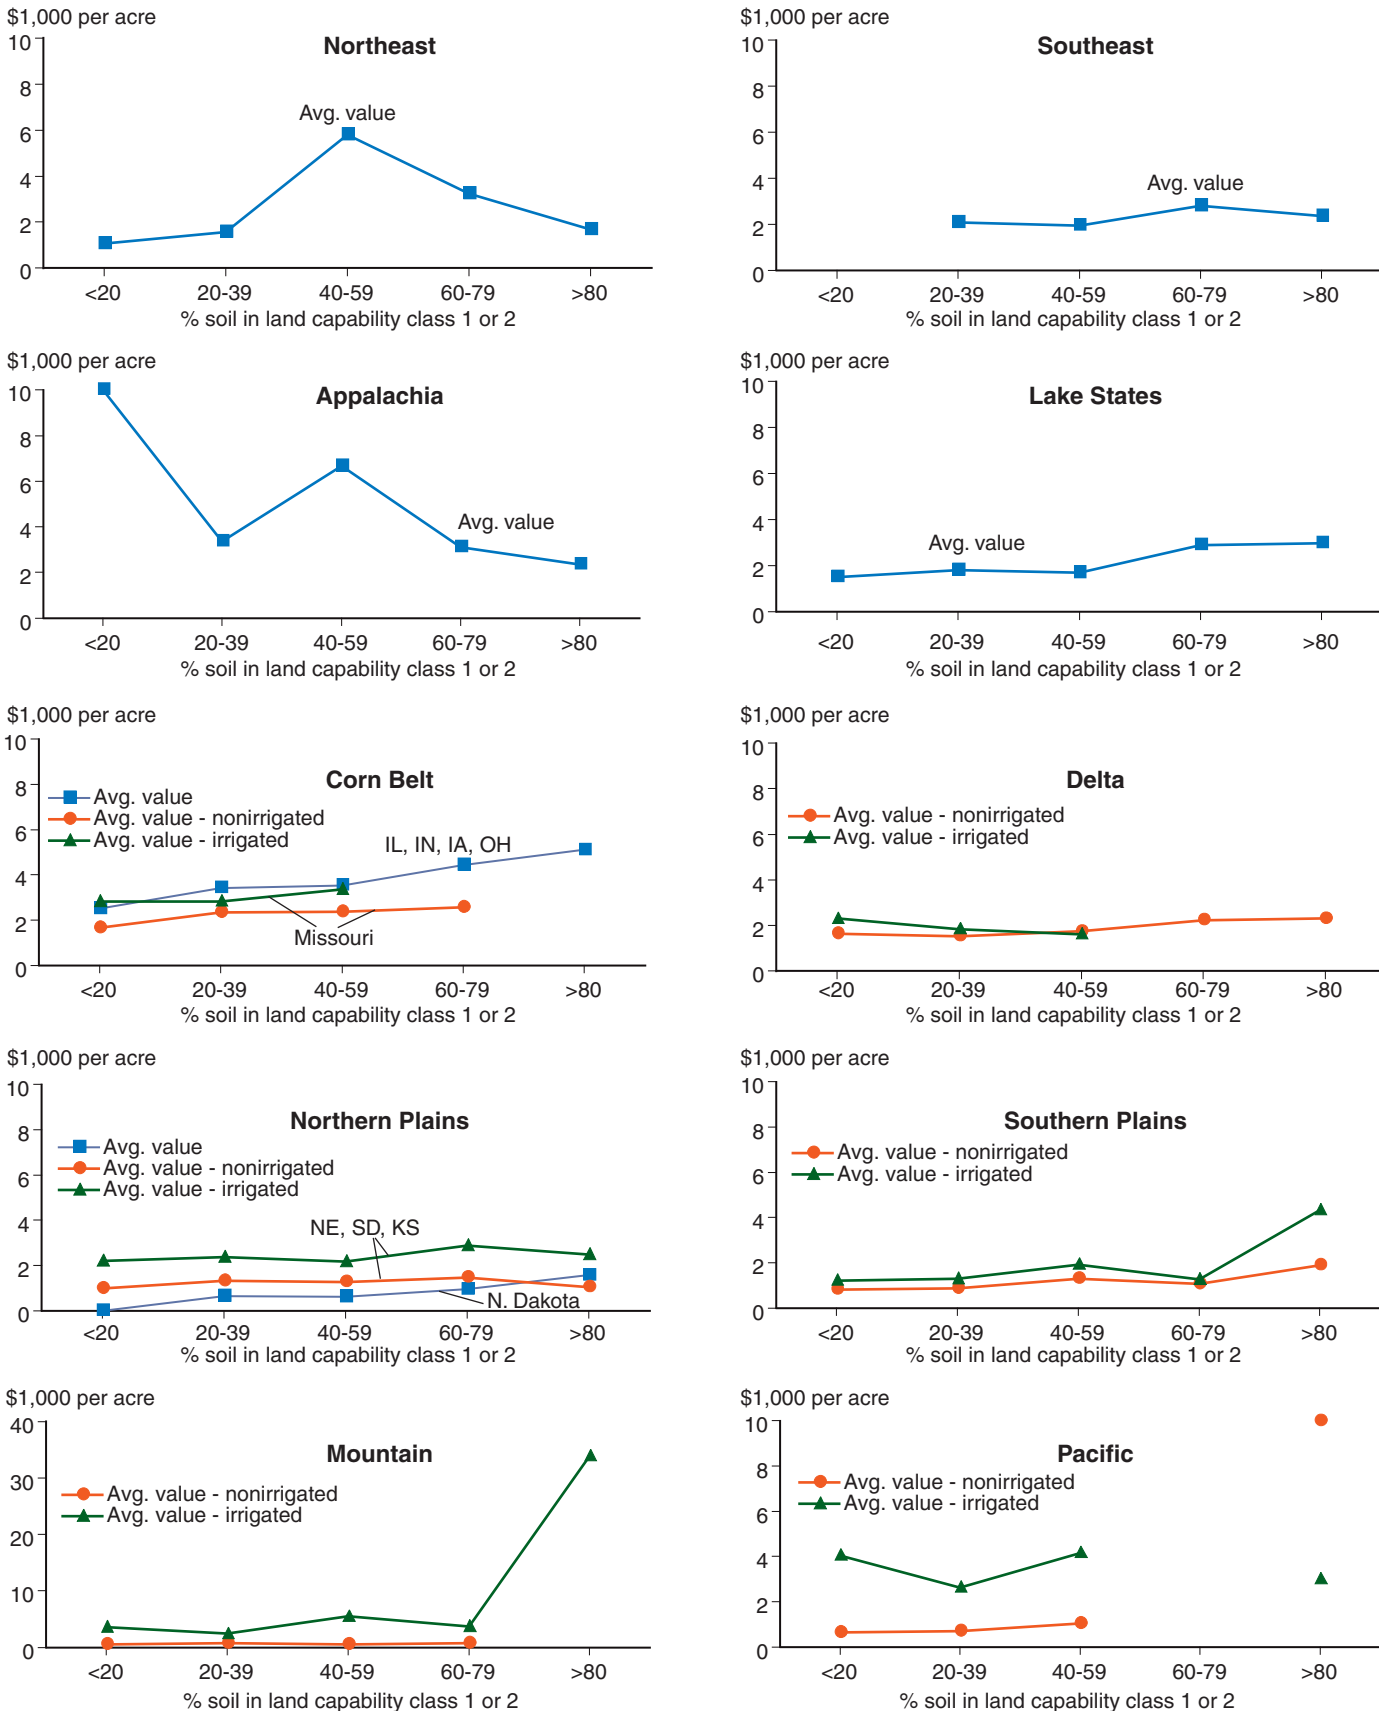 $1,000 per acre
Northeast
10
8
6
4
2
0
Avg. value
<20 20-39 40-59 60-79 >80
% soil in land capability class 1 or 2
$1,000 per acre
Southeast
10
8
6
4
2
0
Avg. value
<20 20-39 40-59 60-79 >80
% soil in land capability class 1 or 2
$1,000 per acre
Appalachia
10
8
6
4
2
0
Avg. value
<20 20-39 40-59 60-79 >80
% soil in land capability class 1 or 2
$1,000 per acre
Lake States
10
8
6
4
2
0
Avg. value
<20 20-39 40-59 60-79 >80
% soil in land capability class 1 or 2
$1,000 per acre
10
8
6
4
2
0
Corn Belt
Avg. value
Avg. value - nonirrigated
Avg. value - irrigated
IL, IN, IA, OH
Missouri
<20 20-39 40-59 60-79 >80
% soil in land capability class 1 or 2
$1,000 per acre
10
8
6
4
2
0
Delta
Avg. value - nonirrigated
Avg. value - irrigated
<20 20-39 40-59 60-79 >80
% soil in land capability class 1 or 2
$1,000 per acre
10
8
6
4
2
0
Northern Plains
Avg. value
Avg. value - nonirrigated
Avg. value - irrigated
NE, SD, KS
N. Dakota
<20 20-39 40-59 60-79 >80
% soil in land capability class 1 or 2
$1,000 per acre
10
8
6
4
2
0
Southern Plains
Avg. value - nonirrigated
Avg. value - irrigated
<20 20-39 40-59 60-79 >80
% soil in land capability class 1 or 2
$1,000 per acre
40
30
20
10
0
Mountain
Avg. value - nonirrigated
Avg. value - irrigated
<20 20-39 40-59 60-79 >80
% soil in land capability class 1 or 2
$1,000 per acre
10
8
6
4
2
0
Pacific
Avg. value - nonirrigated
Avg. value - irrigated
<20 20-39 40-59 60-79 >80
% soil in land capability class 1 or 2